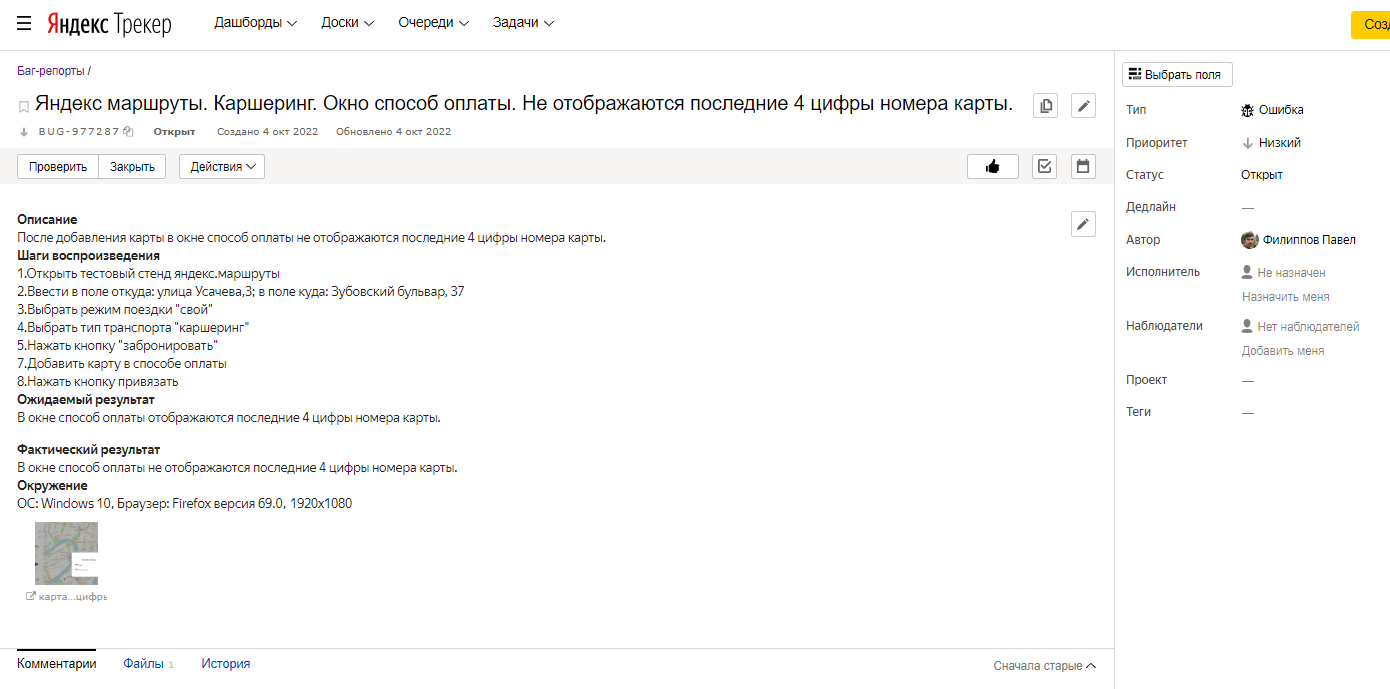 Яндекс Трекер Дашборды Доски Очереди Задачи Созд
Баг-репорты /
Яндекс маршруты. Каршеринг. Окно способ оплаты. Не отображаются последние 4 цифры номера карты.
BUG-977287 Открыт Создано 4 окт 2022 Обновлено 4 окт 2022
Проверить Закрыть Действия
Описание
После добавления карты в окне способ оплаты не отображаются последние 4 цифры номера карты.
Шаги воспроизведения
1.Открыть тестовый стенд яндекс.маршруты
2.Ввести в поле откуда: улица Усачева,3; в поле куда: Зубовский бульвар, 37
3.Выбрать режим поездки "свой"
4.Выбрать тип транспорта "каршеринг"
5.Нажать кнопку "забронировать"
7.Добавить карту в способе оплаты
8.Нажать кнопку привязать
Ожидаемый результат
В окне способ оплаты отображаются последние 4 цифры номера карты.
Фактический результат
В окне способ оплаты не отображаются последние 4 цифры номера карты.
Окружение
ОС: Windows 10, Браузер: Firefox версия 69.0, 1920x1080
карта...цифры
Комментарии Файлы 1 История Сначала старые
Выбрать поля
Тип Ошибка
Приоритет Низкий
Статус Открыт
Дедлайн —
Автор Филиппов Павел
Исполнитель Не назначен
Назначить меня
Наблюдатели Нет наблюдателей
Добавить меня
Проект —
Теги —